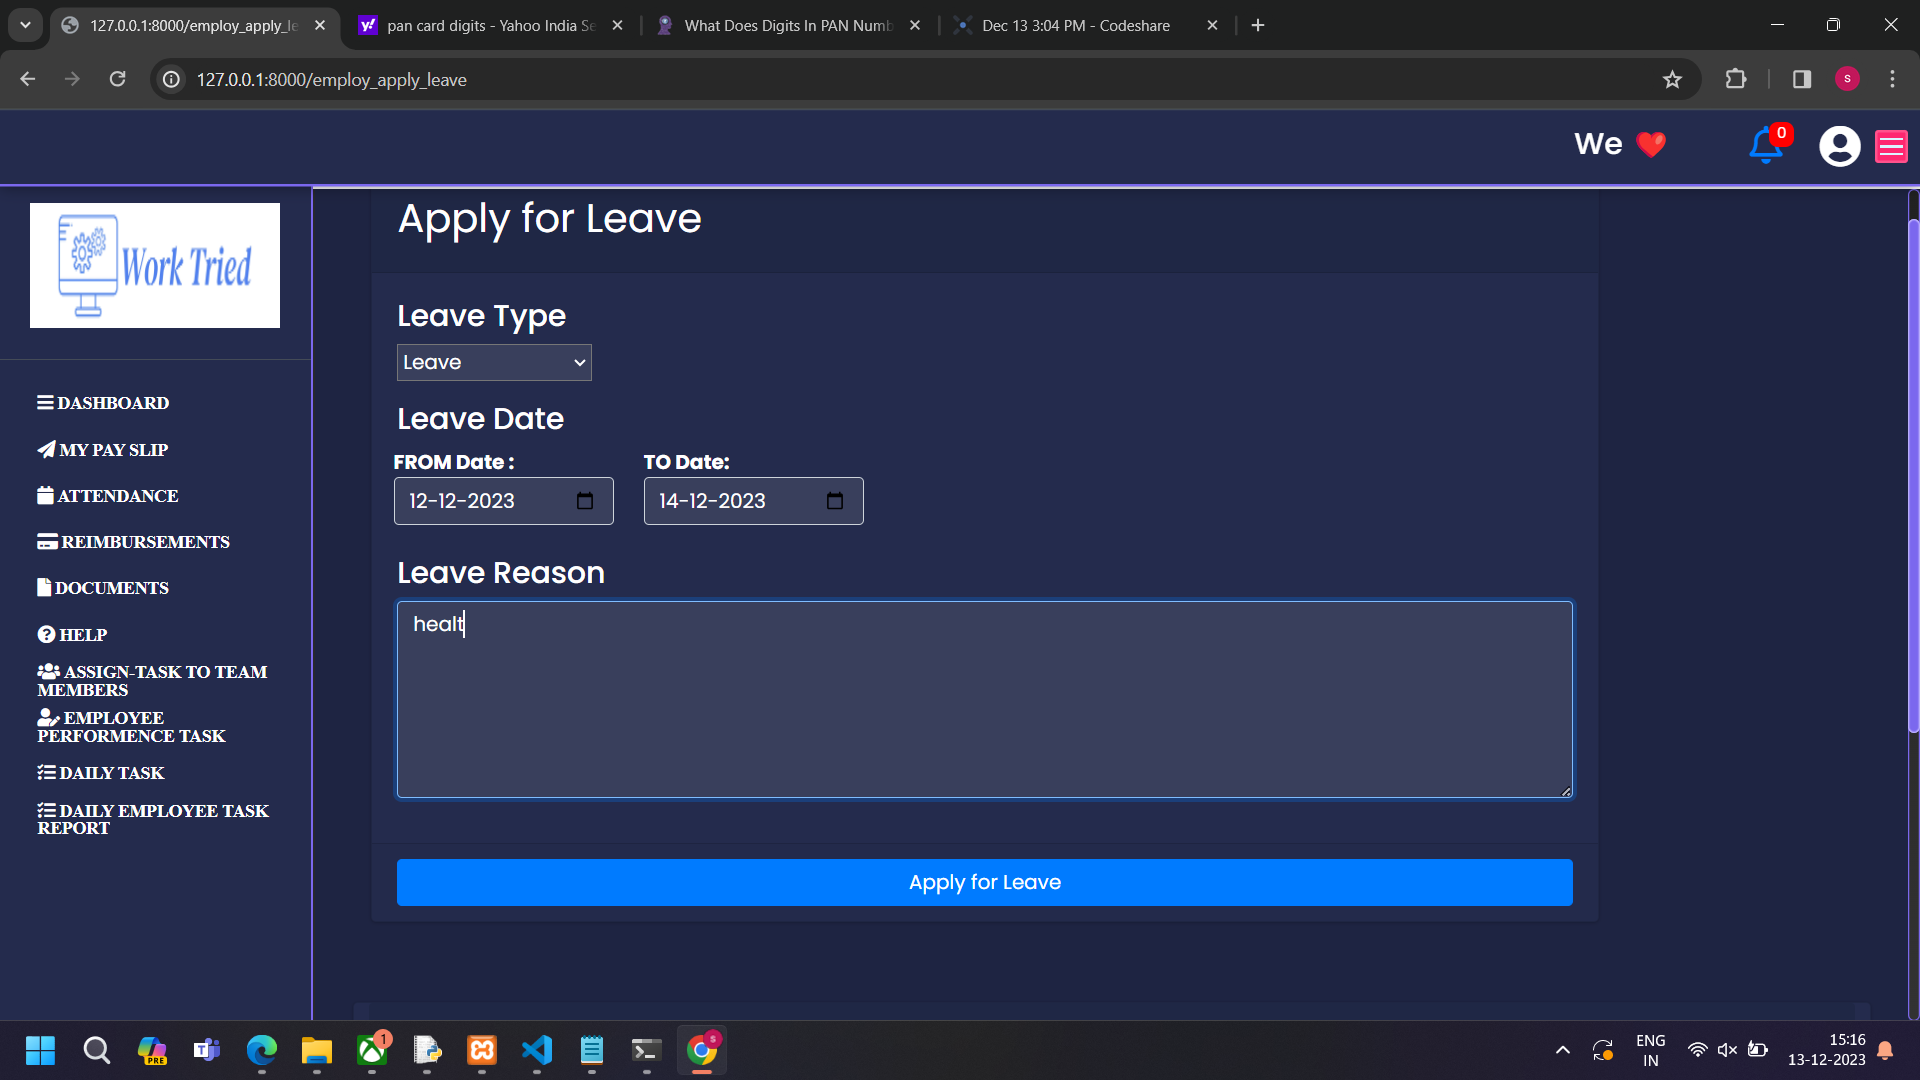 127.0.0.1:8000/employ_apply_le
pan card digits - Yahoo India Se
What Does Digits In PAN Numb
Dec 13 3:04 PM - Codeshare
127.0.0.1:8000/employ_apply_leave
S
We ❤️
0
Work Tried
Apply for Leave
Leave Type
Leave
Leave Date
FROM Date :
TO Date:
12-12-2023
14-12-2023
Leave Reason
healt
Apply for Leave
DASHBOARD
MY PAY SLIP
ATTENDANCE
REIMBURSEMENTS
DOCUMENTS
HELP
ASSIGN-TASK TO TEAM
MEMBERS
EMPLOYEE
PERFORMENCE TASK
DAILY TASK
DAILY EMPLOYEE TASK
REPORT
PRE
1
S
ENG
IN
15:16
13-12-2023